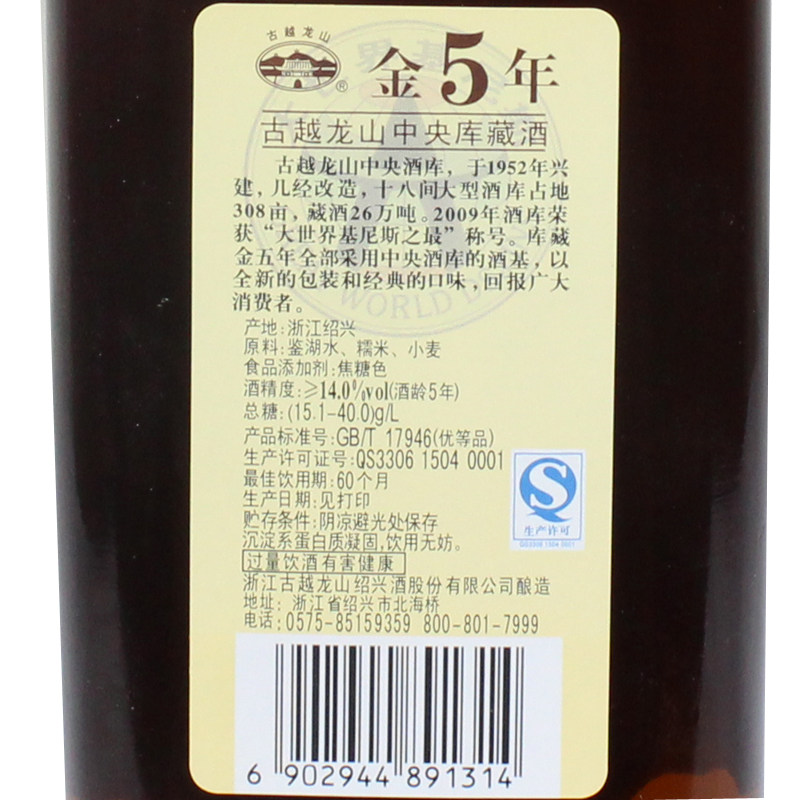 古越龙山
®
金5年
古越龙山中央库藏酒
古越龙山中央酒库，于1952年兴
建，几经改造，十八间大型酒库占地
308亩，藏酒26万吨。2009年酒库荣
获“大世界基尼斯之最”称号。库藏
金五年全部采用中央酒库的酒基，以
全新的包装和经典的口味，回报广大
消费者。
产地:浙江绍兴
原料:鉴湖水、糯米、小麦
食品添加剂:焦糖色
酒精度:≥14.0%vol(酒龄5年)
总糖:(15.1-40.0)g/L
产品标准号:GB/T 17946(优等品)
生产许可证号:QS3306 1504 0001
最佳饮用期:60个月
生产日期:见打印
贮存条件:阴凉避光处保存
沉淀系蛋白质凝固,饮用无妨。
过量饮酒有害健康
浙江古越龙山绍兴酒股份有限公司酿造
地址: 浙江省绍兴市北海桥
电话:0575-85159359 800-801-7999
生产许可
QS3306 1504 0001
6 902944 891314